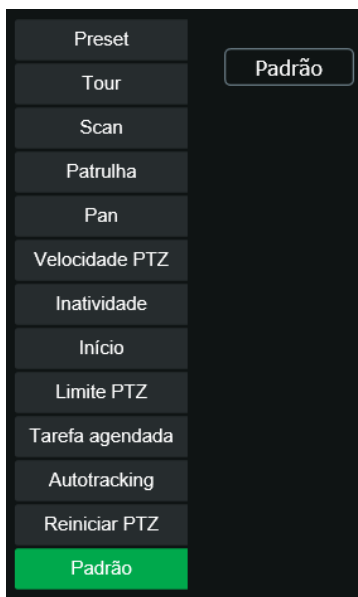 Preset
Tour
Scan
Patrulha
Pan
Velocidade PTZ
Inatividade
Início
Limite PTZ
Tarefa agendada
Autotracking
Reiniciar PTZ
Padrão
Padrão